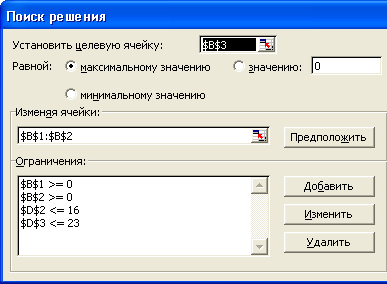 Поиск решения
Установить целевую ячейку: $B$3
Равной: максимальному значению значению: 0
минимальному значению
Изменяя ячейки:
$B$1:$B$2 Предположить
Ограничения:
$B$1 >= 0 Добавить
$B$2 >= 0
$D$2 <= 16 Изменить
$D$3 <= 23
Удалить